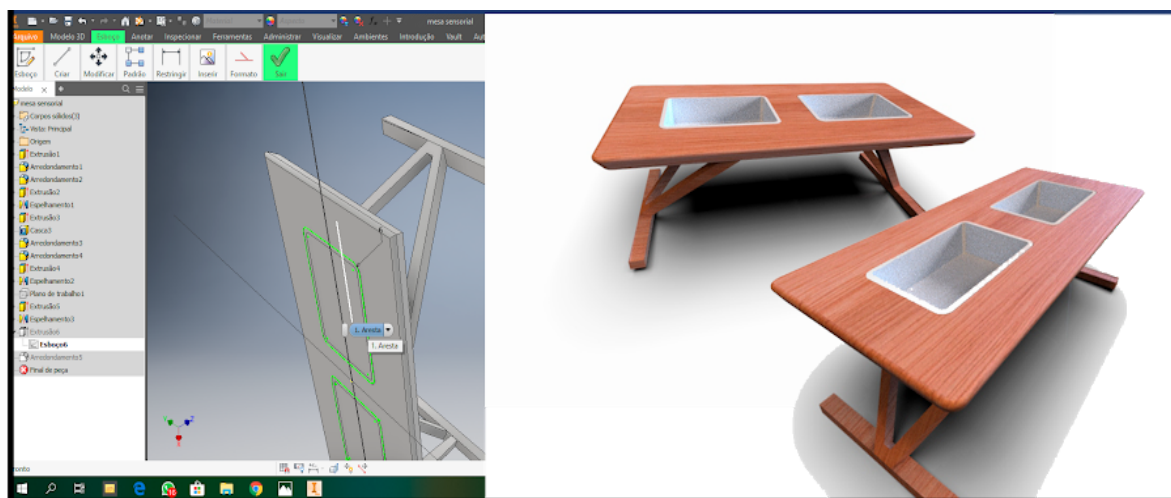 Material
mesa sensorial
Arquivo Modelo 3D Esboço Anotar Inspecionar Ferramentas Administrar Visualizar Ambientes Introdução Vault Aut
Esboço Criar Modificar Padrão Restringir Inserir Formato Sair
Modelo
mesa sensorial
Corpos sólidos(3)
Vista: Principal
Origem
Extrusão1
Arredondamento1
Arredondamento2
Extrusão2
Espelhamento1
Extrusão3
Casca3
Arredondamento3
Arredondamento4
Extrusão4
Espelhamento2
Plano de trabalho1
Extrusão5
Espelhamento3
Extrusão6
Esboço6
Arredondamento5
Final de peça
1. Aresta
1. Aresta
ronto